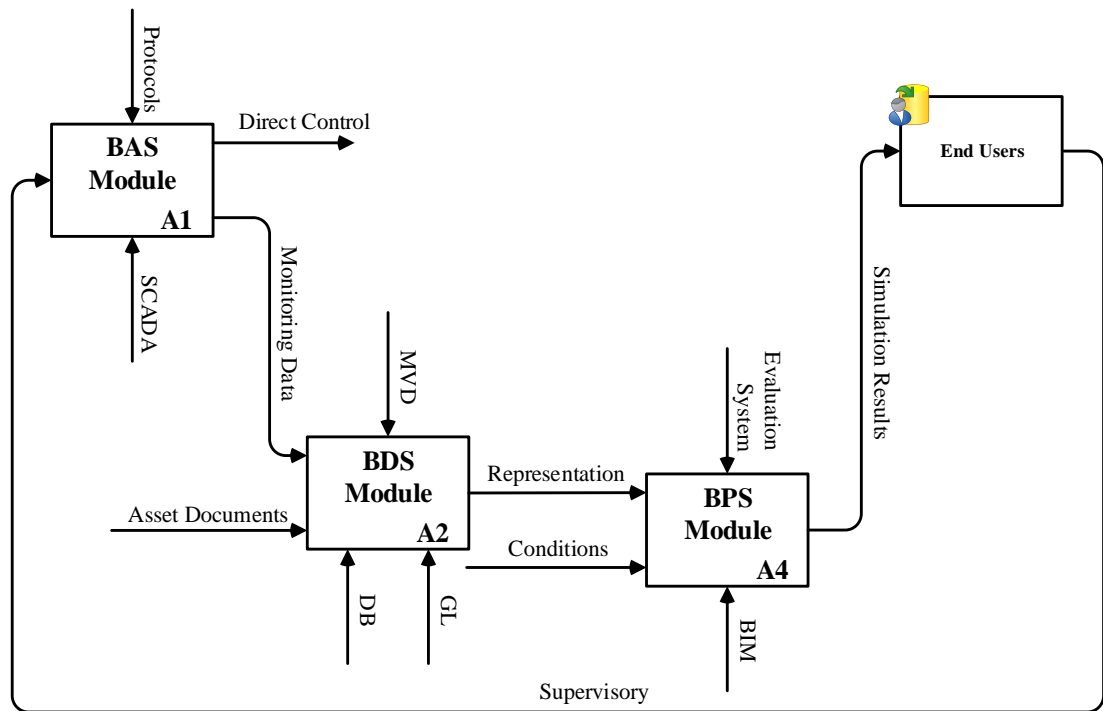 Protocols
Direct Control
BAS
Module
A1
End Users
SCADA
Monitoring Data
MVD
Evaluation
System
Simulation Results
BDS
Module
A2
Representation
BPS
Module
A4
Asset Documents
Conditions
DB
GL
BIM
Supervisory